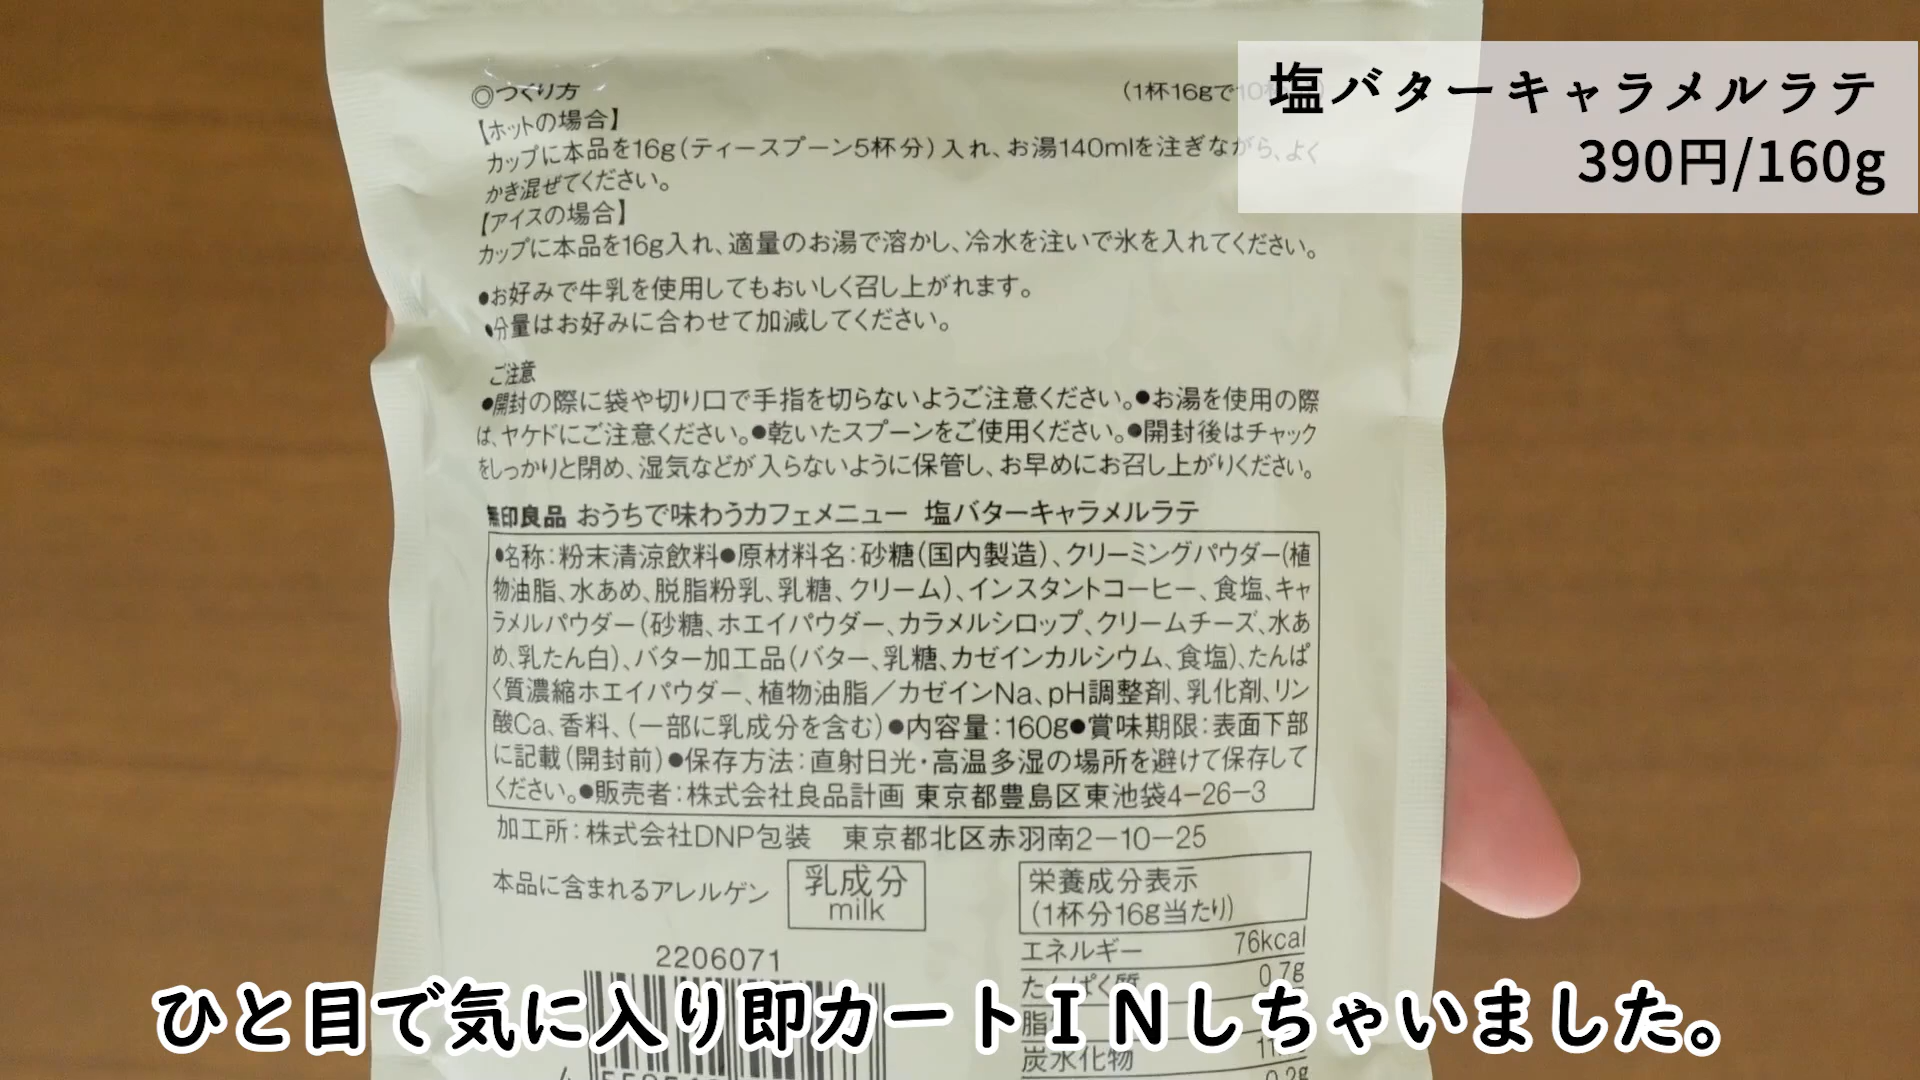 ◎つくり方
(1杯16gで10
塩バターキャラメルラテ
390円/160g
【ホットの場合】
カップに本品を16g(ティースプーン5杯分)入れ、お湯140mlを注ぎながら、よく
かき混ぜてください。
【アイスの場合】
カップに本品を16g入れ、適量のお湯で溶かし、冷水を注いで氷を入れてください。
●お好みで牛乳を使用してもおいしく召し上がれます。
●分量はお好みに合わせて加減してください。
ご注意
●開封の際に袋や切り口で手指を切らないようご注意ください。●お湯を使用の際
は、ヤケドにご注意ください。●乾いたスプーンをご使用ください。●開封後はチャック
をしっかりと閉め、湿気などが入らないように保管し、お早めにお召し上がりください。
無印良品 おうちで味わうカフェメニュー 塩バターキャラメルラテ
●名称:粉末清涼飲料●原材料名:砂糖(国内製造)、クリーミングパウダー(植
物油脂、水あめ、脱脂粉乳、乳糖、クリーム)、インスタントコーヒー、食塩、キャ
ラメルパウダー(砂糖、ホエイパウダー、カラメルシロップ、クリームチーズ、水あ
め、乳たん白)、バター加工品(バター、乳糖、カゼインカルシウム、食塩)、たんぱ
く質濃縮ホエイパウダー、植物油脂/カゼインNa、pH調整剤、乳化剤、リン
酸Ca、香料、(一部に乳成分を含む)●内容量:160g●賞味期限:表面下部
に記載(開封前)●保存方法:直射日光・高温多湿の場所を避けて保存して
ください。●販売者:株式会社良品計画 東京都豊島区東池袋4-26-3
加工所:株式会社DNP包装 東京都北区赤羽南2-10-25
本品に含まれるアレルゲン
乳成分
milk
栄養成分表示
(1杯分16g当たり)
エネルギー 76kcal
たんぱく質 0.7g
脂
炭水化物
0.2g
2206071
ひと目で気に入り即カートINしちゃいました。